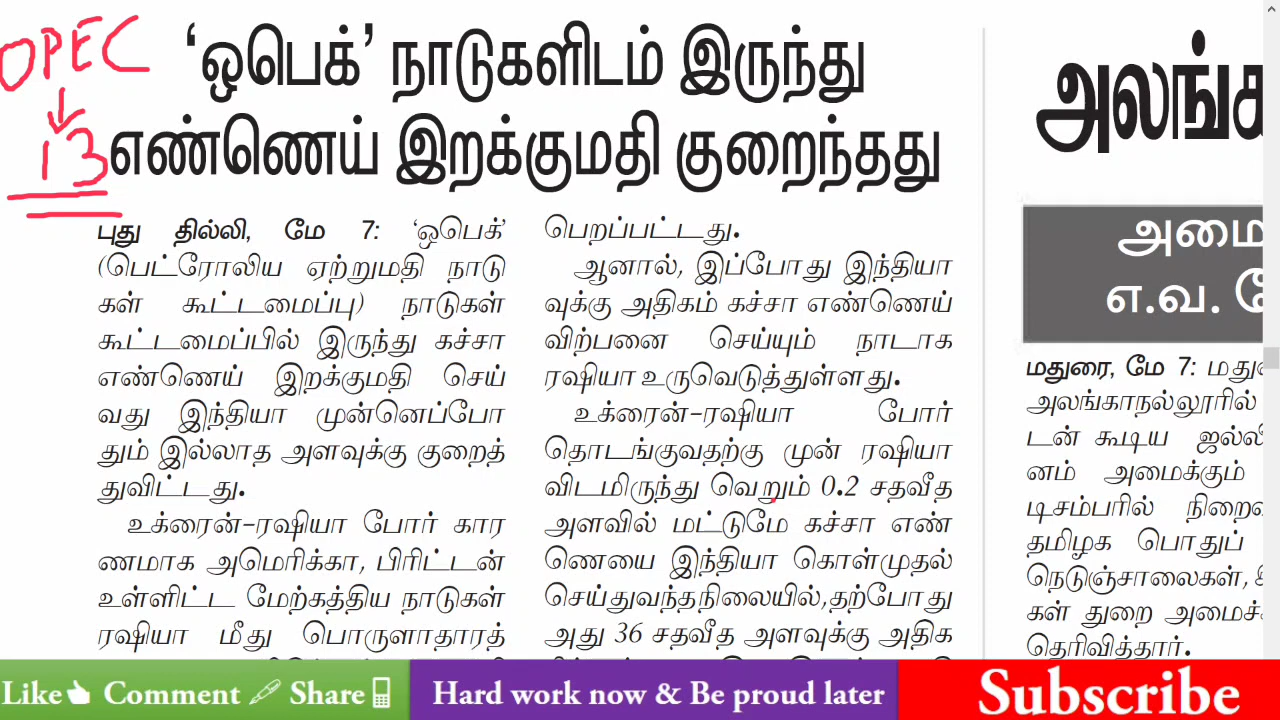 OPEC
13
‘ஒபெக்’ நாடுகளிடம் இருந்து
எண்ணெய் இறக்குமதி குறைந்தது
புது தில்லி, மே 7: ‘ஒபெக்’
(பெட்ரோலிய ஏற்றுமதி நாடு
கள் கூட்டமைப்பு) நாடுகள்
கூட்டமைப்பில் இருந்து கச்சா
எண்ணெய் இறக்குமதி செய்
வது இந்தியா முன்னெப்போ
தும் இல்லாத அளவுக்கு குறைத்
துவிட்டது.
உக்ரைன்-ரஷியா போர் கார
ணமாக அமெரிக்கா, பிரிட்டன்
உள்ளிட்ட மேற்கத்திய நாடுகள்
ரஷியா மீது பொருளாதாரத்
பெறப்பட்டது.
ஆனால், இப்போது இந்தியா
வுக்கு அதிகம் கச்சா எண்ணெய்
விற்பனை செய்யும் நாடாக
ரஷியா உருவெடுத்துள்ளது.
உக்ரைன்-ரஷியா போர்
தொடங்குவதற்கு முன் ரஷியா
விடமிருந்து வெறும் 0.2 சதவீத
அளவில் மட்டுமே கச்சா எண்
ணெயை இந்தியா கொள்முதல்
செய்துவந்தநிலையில்,தற்போது
அது 36 சதவீத அளவுக்கு அதிக
அலங்க
அமை
எ.வ.
மதுரை, மே 7: மது
அலங்காநல்லூரில்
டன் கூடிய ஜல்லி
னம் அமைக்கும்
டிசம்பரில் நிறை
தமிழக பொதுப்
நெடுஞ்சாலைகள்,
கள் துறை அமைச்
தெரிவித்தார்.
Like Comment Share
Hard work now & Be proud later
Subscribe